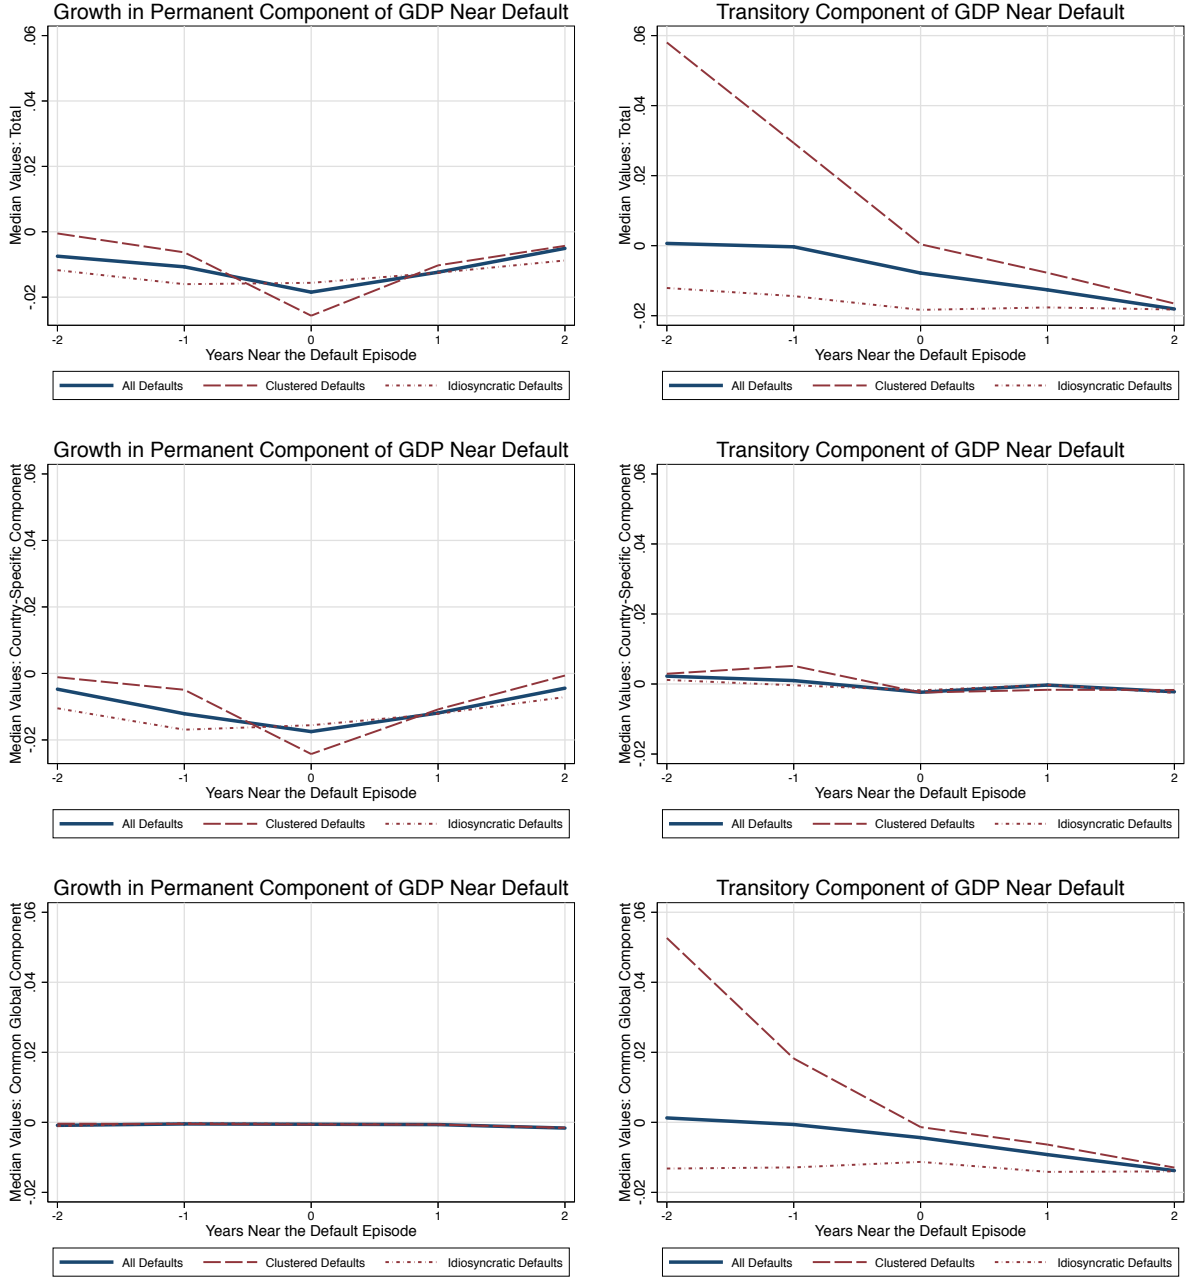 Growth in Permanent Component of GDP Near Default
Median Values: Total
.06
.04
.02
0
-.02
-2
-1
0
1
2
Years Near the Default Episode
All Defaults
Clustered Defaults
Idiosyncratic Defaults
Transitory Component of GDP Near Default
Median Values: Total
.06
.04
.02
0
-.02
-2
-1
0
1
2
Years Near the Default Episode
All Defaults
Clustered Defaults
Idiosyncratic Defaults
Growth in Permanent Component of GDP Near Default
Median Values: Country-Specific Component
.06
.04
.02
0
-.02
-2
-1
0
1
2
Years Near the Default Episode
All Defaults
Clustered Defaults
Idiosyncratic Defaults
Transitory Component of GDP Near Default
Median Values: Country-Specific Component
.06
.04
.02
0
-.02
-2
-1
0
1
2
Years Near the Default Episode
All Defaults
Clustered Defaults
Idiosyncratic Defaults
Growth in Permanent Component of GDP Near Default
Median Values: Common Global Component
.06
.04
.02
0
-.02
-2
-1
0
1
2
Years Near the Default Episode
All Defaults
Clustered Defaults
Idiosyncratic Defaults
Transitory Component of GDP Near Default
Median Values: Common Global Component
.06
.04
.02
0
-.02
-2
-1
0
1
2
Years Near the Default Episode
All Defaults
Clustered Defaults
Idiosyncratic Defaults